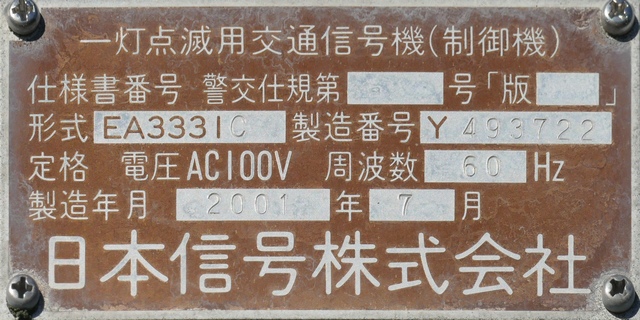 一灯点滅用交通信号機(制御機)
仕様書番号 警交仕規第 号「版 」
形式 EA3331C 製造番号 Y 493722
定格 電圧AC100V 周波数 60 Hz
製造年月 2001 年 7 月
日本信号株式会社